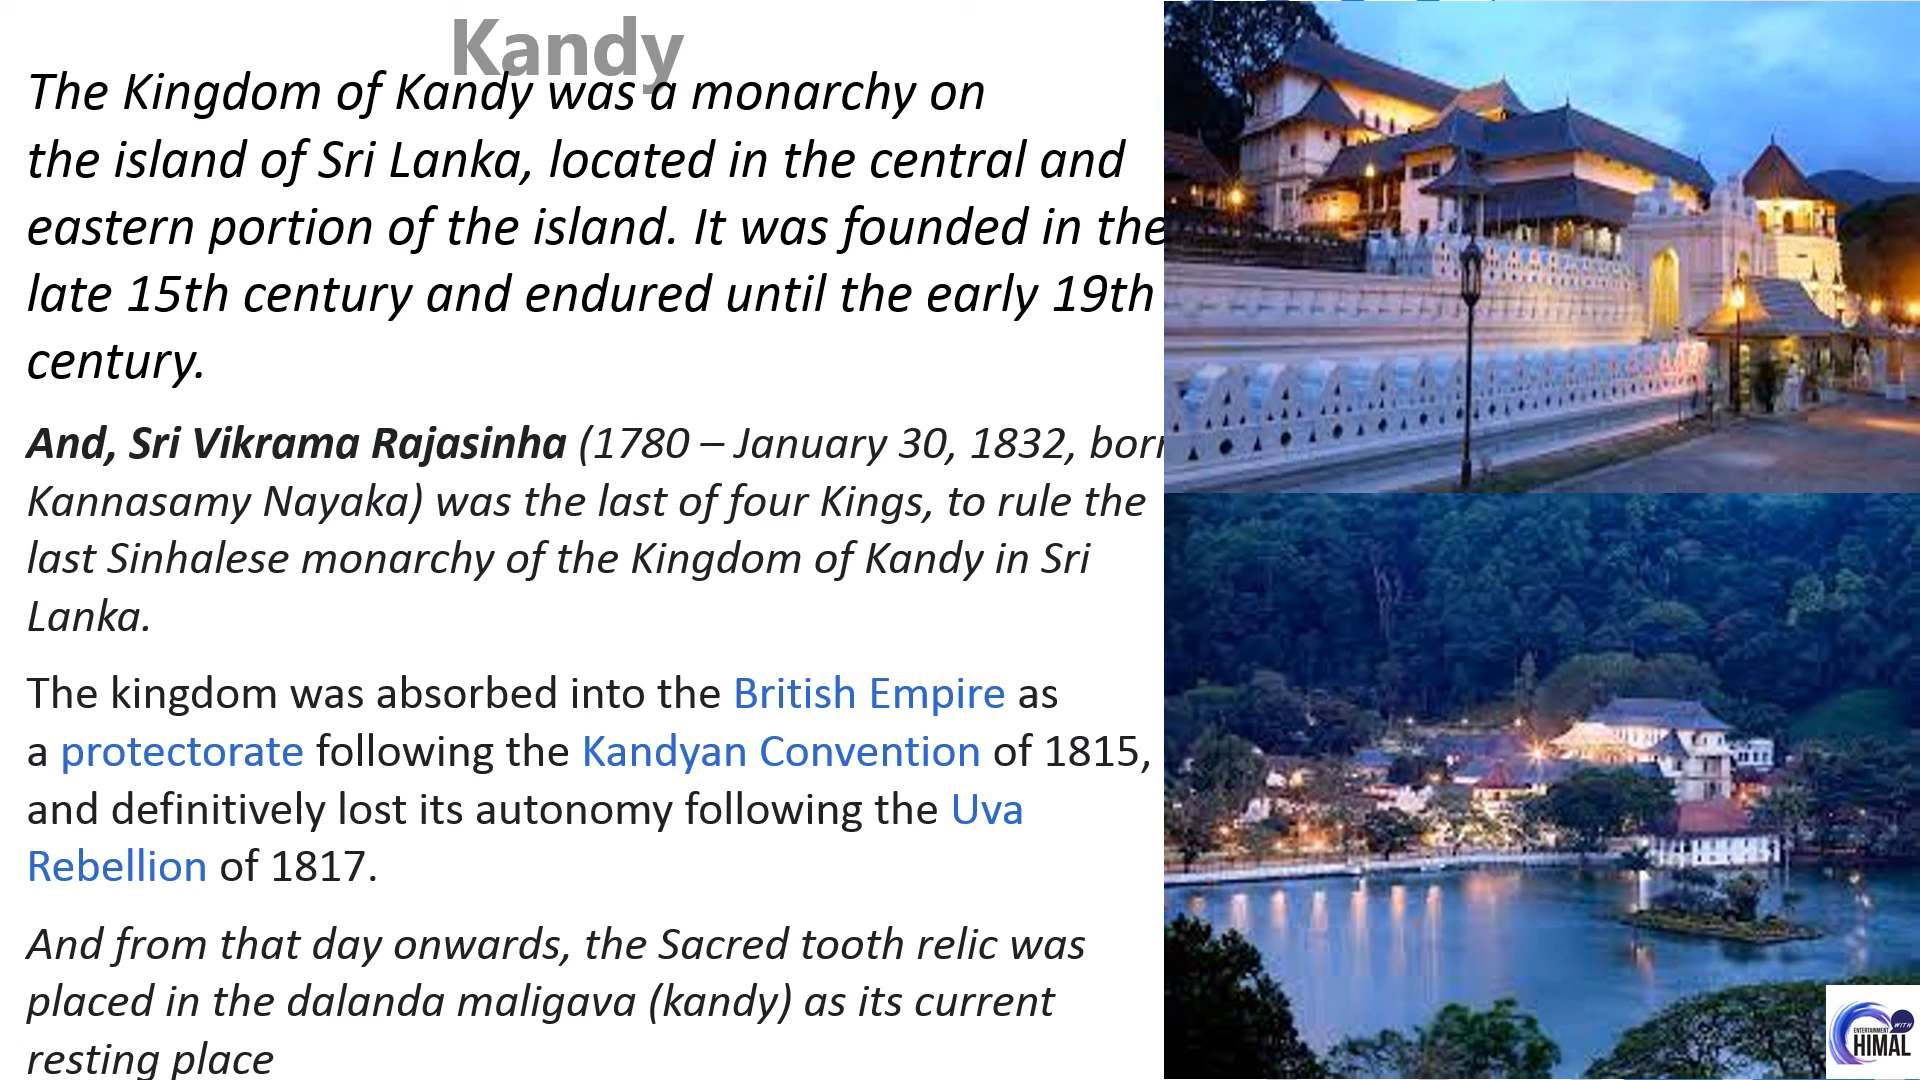 Kandy
The Kingdom of Kandy was a monarchy on
the island of Sri Lanka, located in the central and
eastern portion of the island. It was founded in the
late 15th century and endured until the early 19th
century.
And, Sri Vikrama Rajasinha (1780 – January 30, 1832, born
Kannasamy Nayaka) was the last of four Kings, to rule the
last Sinhalese monarchy of the Kingdom of Kandy in Sri
Lanka.
The kingdom was absorbed into the British Empire as
a protectorate following the Kandyan Convention of 1815,
and definitively lost its autonomy following the Uva
Rebellion of 1817.
And from that day onwards, the Sacred tooth relic was
placed in the dalanda maligava (kandy) as its current
resting place
ENTERTAINMENT WITH
HIMAL